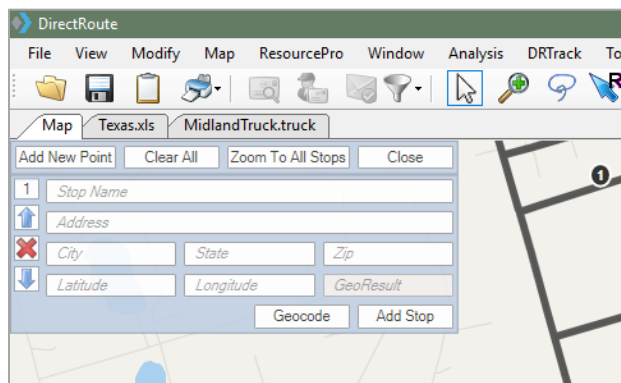 DirectRoute
File View Modify Map ResourcePro Window Analysis DRTrack To
R
Map Texas.xls MidlandTruck.truck
Add New Point Clear All Zoom To All Stops Close
1
1 Stop Name
Address
City State Zip
Latitude Longitude GeoResult
Geocode Add Stop